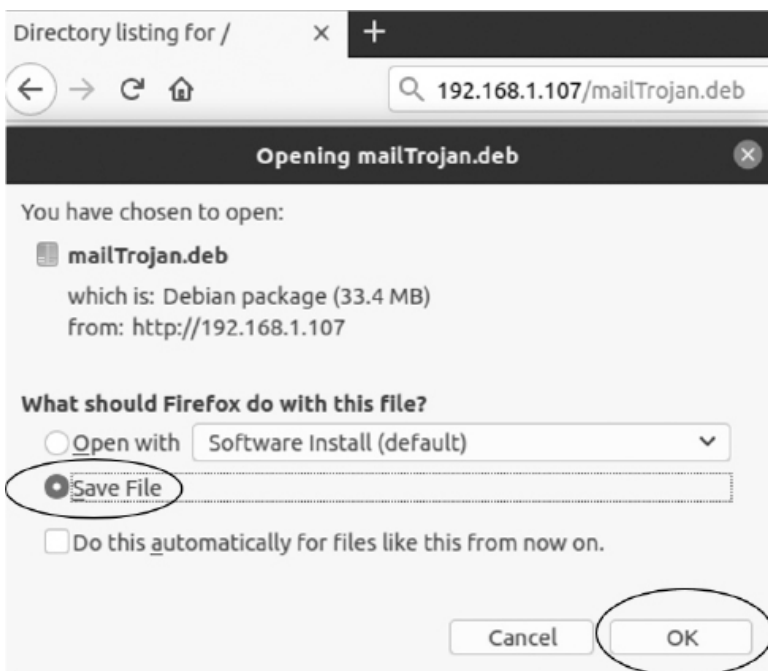 Directory listing for /
192.168.1.107/mailTrojan.deb
Opening mailTrojan.deb
You have chosen to open:
mailTrojan.deb
which is: Debian package (33.4 MB)
from: http://192.168.1.107
What should Firefox do with this file?
Open with Software Install (default)
Save File
Do this automatically for files like this from now on.
Cancel OK